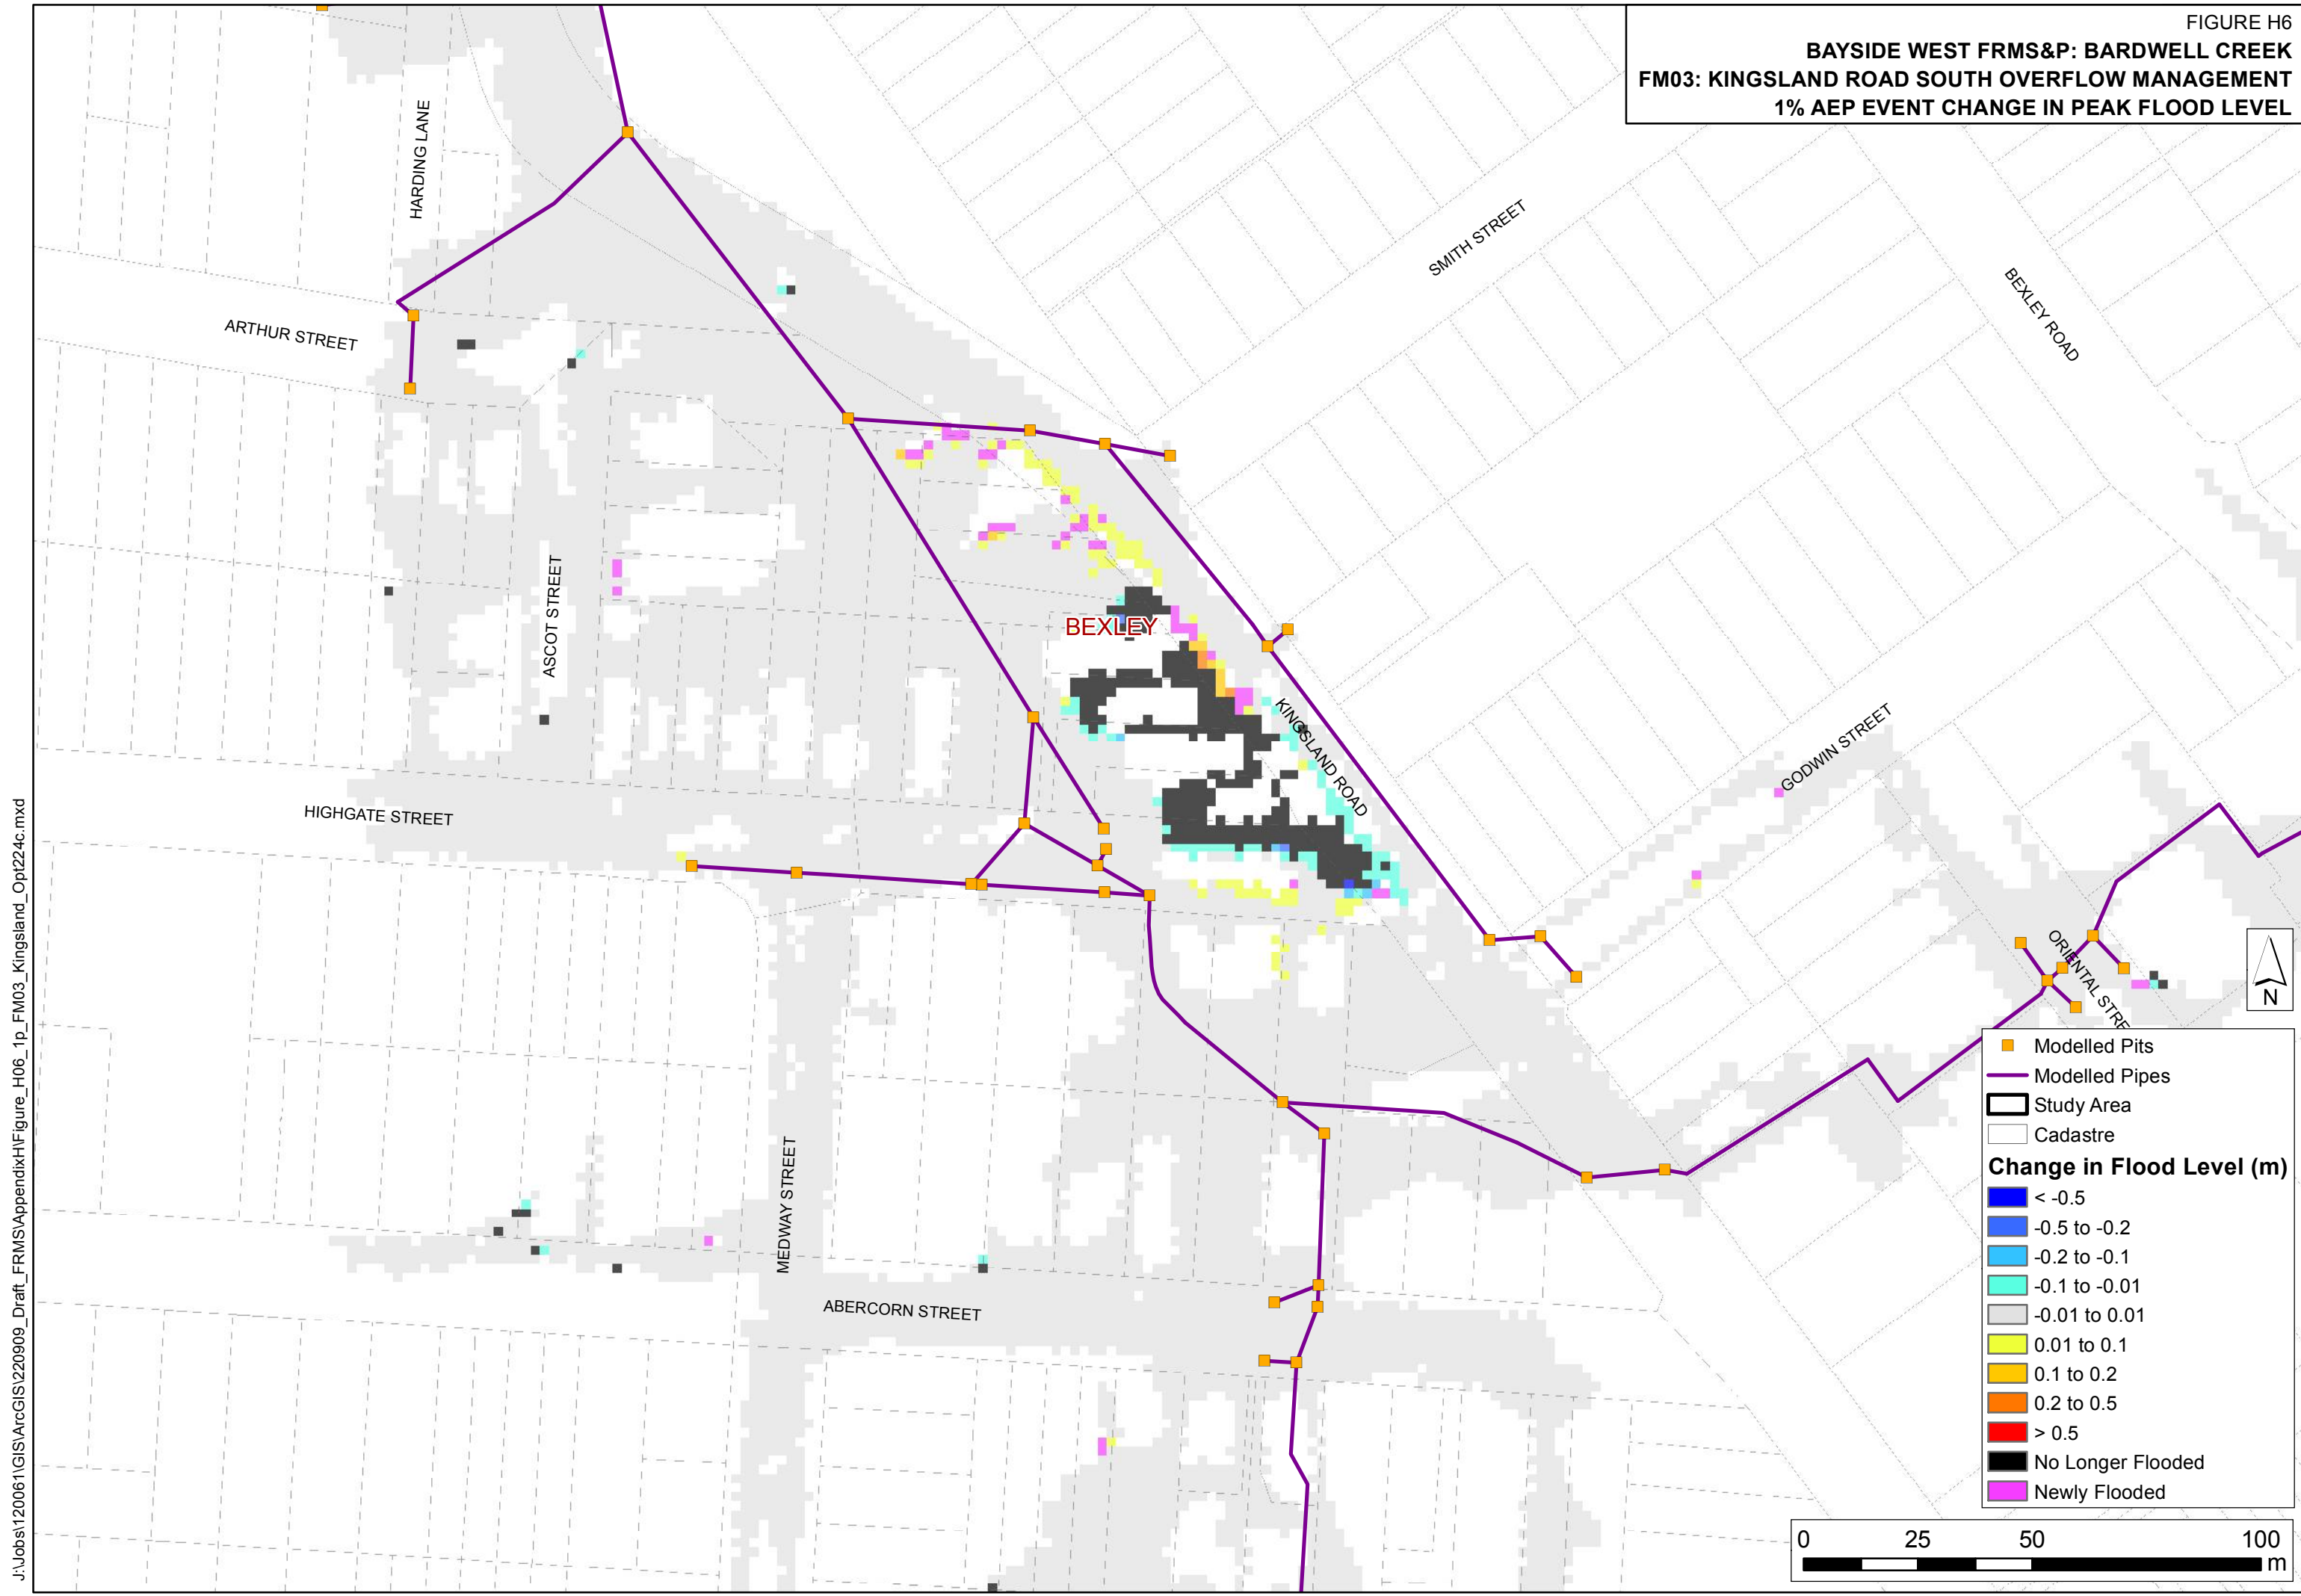 FIGURE H6
BAYSIDE WEST FRMS&P: BARDWELL CREEK
FM03: KINGSLAND ROAD SOUTH OVERFLOW MANAGEMENT
1% AEP EVENT CHANGE IN PEAK FLOOD LEVEL
HARDING LANE
SMITH STREET
BEXLEY ROAD
ARTHUR STREET
ASCOT STREET
BEXLEY
KINGSLAND ROAD
GODWIN STREET
HIGHGATE STREET
ORIENTAL STRE
MEDWAY STREET
ABERCORN STREET
N
Modelled Pits
Modelled Pipes
Study Area
Cadastre
Change in Flood Level (m)
< -0.5
-0.5 to -0.2
-0.2 to -0.1
-0.1 to -0.01
-0.01 to 0.01
0.01 to 0.1
0.1 to 0.2
0.2 to 0.5
> 0.5
No Longer Flooded
Newly Flooded
0 25 50 100
m
J:\Jobs\120061\GIS\ArcGIS\220909_Draft_FRMS\AppendixH\Figure_H06_1p_FM03_Kingsland_Opt224c.mxd